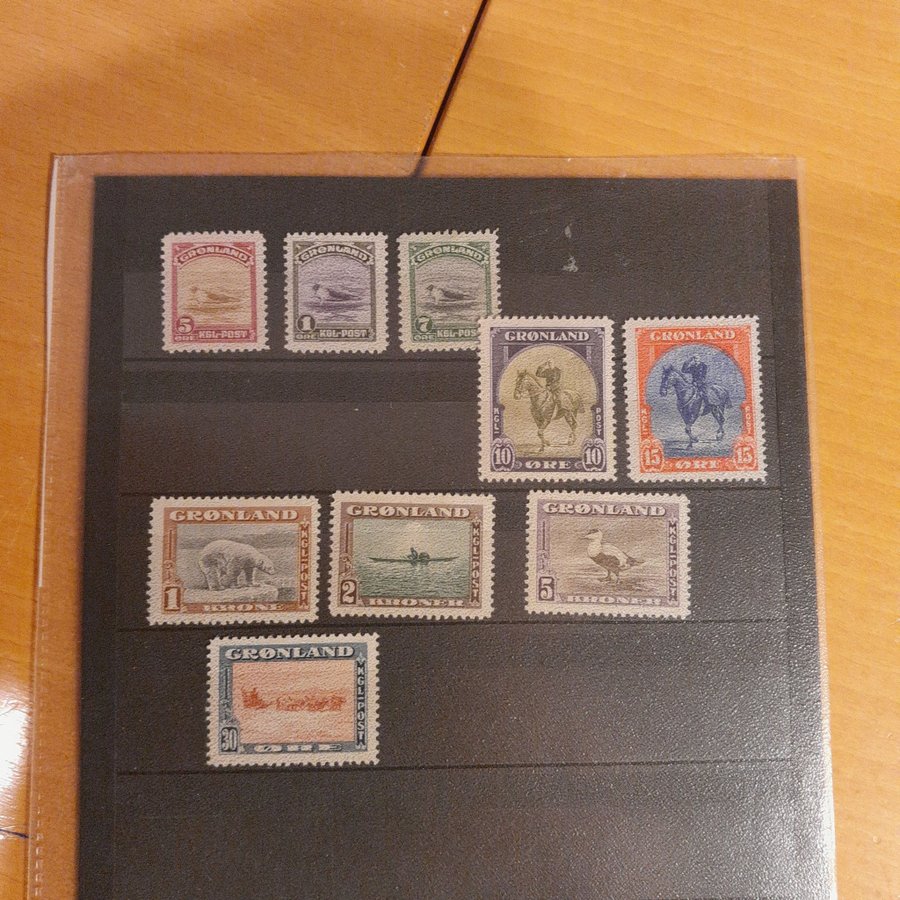 GRØNLAND
5 KGL-POST
ØRE
GRØNLAND
1 KGL-POST
ØRE
GRØNLAND
7 KGL-POST
ØRE
GRØNLAND
KGL- POST
10 ØRE 10
GRØNLAND
KGL- POST
15 ØRE 15
GRØNLAND
KGL-POST
1 KRONE
GRØNLAND
KGL-POST
2 KRONER
GRØNLAND
KGL-POST
5 KRONER
GRØNLAND
KGL-POST
30 ØRE